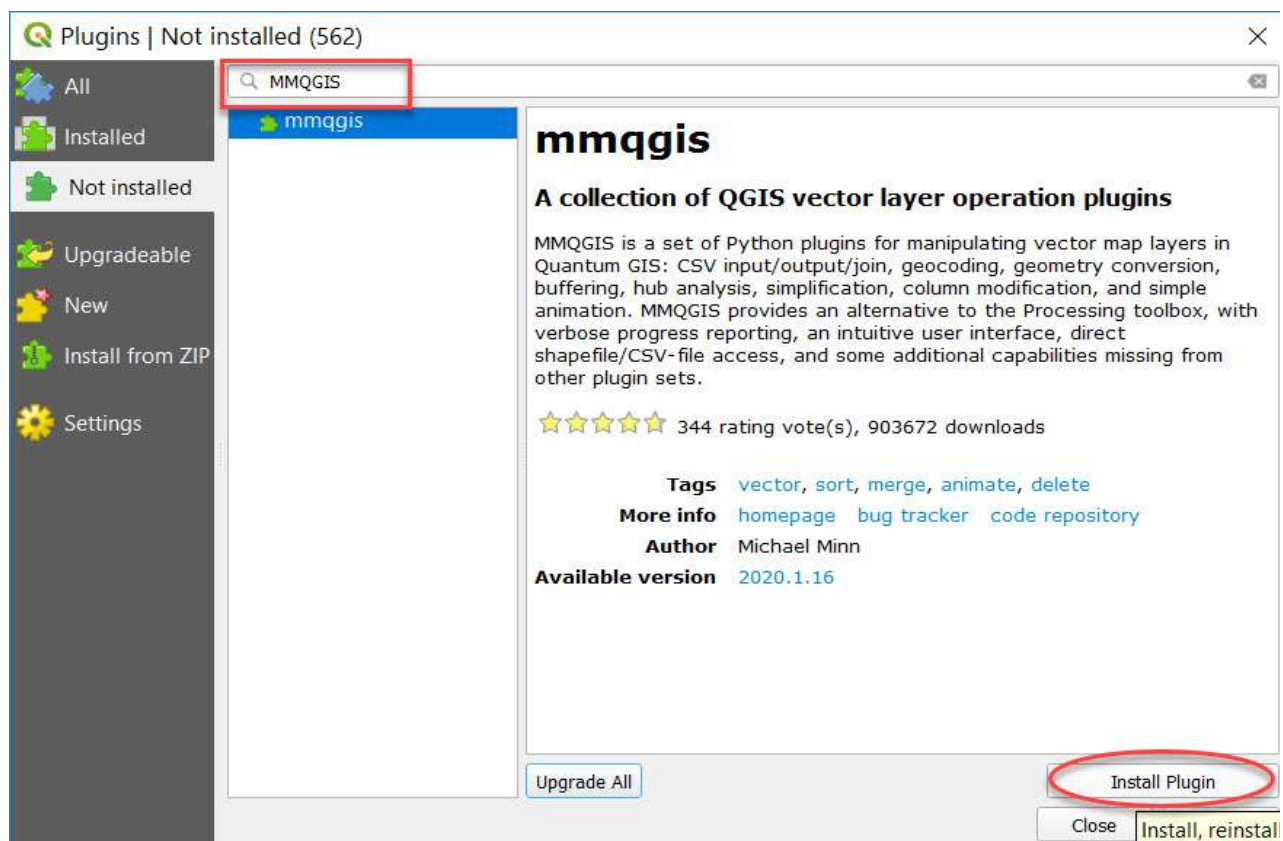 Plugins | Not installed (562)
All
Installed
Not installed
Upgradeable
New
Install from ZIP
Settings
MMQGIS
mmqgis
mmqgis
A collection of QGIS vector layer operation plugins
MMQGIS is a set of Python plugins for manipulating vector map layers in
Quantum GIS: CSV input/output/join, geocoding, geometry conversion,
buffering, hub analysis, simplification, column modification, and simple
animation. MMQGIS provides an alternative to the Processing toolbox, with
verbose progress reporting, an intuitive user interface, direct
shapefile/CSV-file access, and some additional capabilities missing from
other plugin sets.
344 rating vote(s), 903672 downloads
Tags vector, sort, merge, animate, delete
More info homepage bug tracker code repository
Author Michael Minn
Available version 2020.1.16
Upgrade All
Install Plugin
Close
Install, reinstall